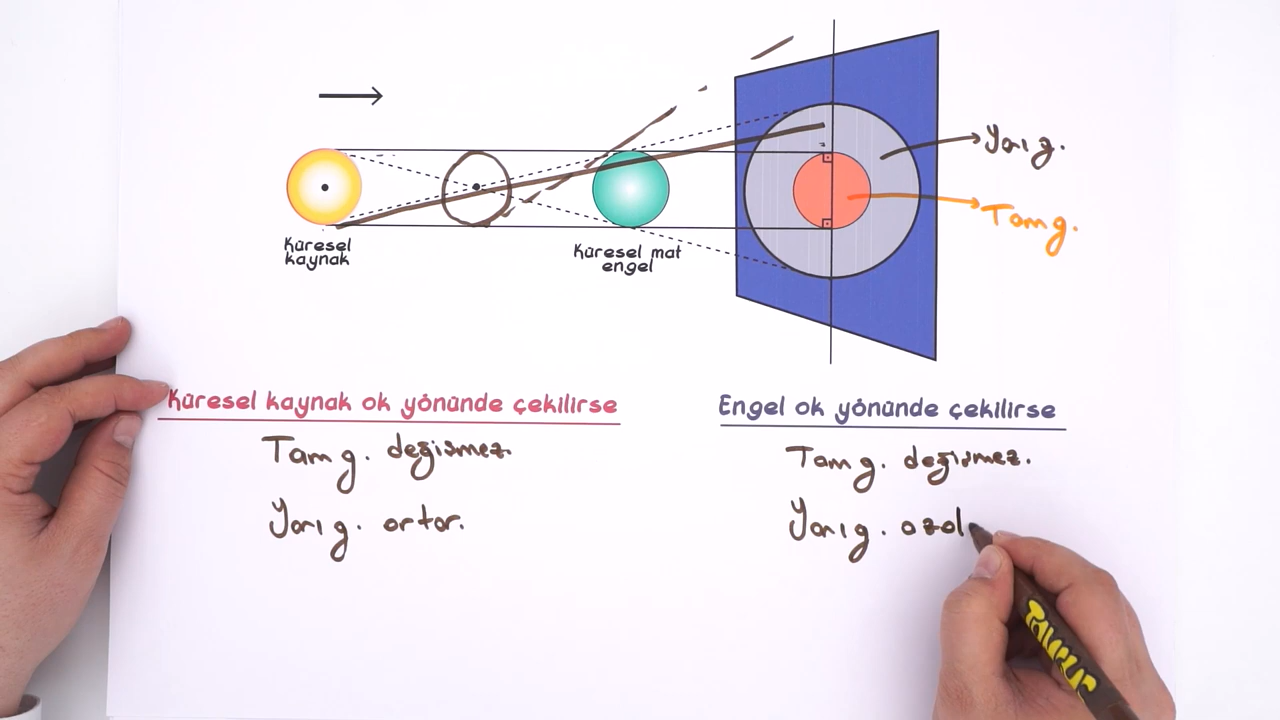 Yarı g.
Tam g.
Küresel
kaynak
Küresel mat
engel
Küresel kaynak ok yönünde çekilirse
Tam g. değişmez.
Yarı g. artar.
Engel ok yönünde çekilirse
Tam g. değişmez.
Yarı g. azal